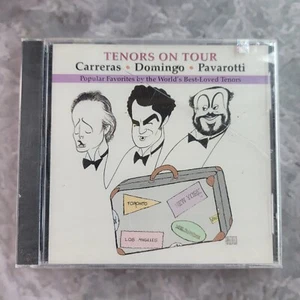 TENORS ON TOUR
Carreras • Domingo • Pavarotti
Popular Favorites by the World's Best-Loved Tenors
TORONTO
NEW YORK
LOS ANGELES